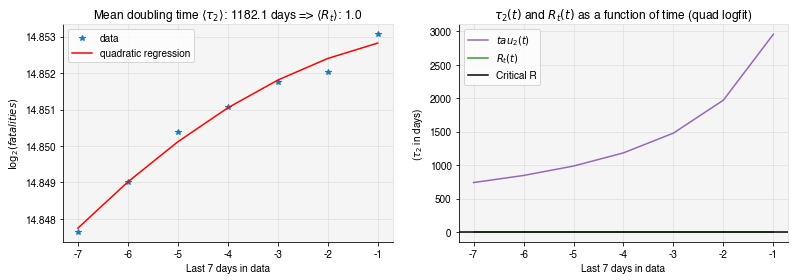 Mean doubling time ⟨τ₂⟩: 1182.1 days => ⟨Rₜ⟩: 1.0
data
quadratic regression
14.853
14.852
14.851
14.850
14.849
14.848
log₂(fatalities)
-7 -6 -5 -4 -3 -2 -1
Last 7 days in data
τ₂(t) and Rₜ(t) as a function of time (quad logfit)
tau₂(t)
Rₜ(t)
Critical R
3000
2500
2000
1500
1000
500
0
(τ₂ in days)
-7 -6 -5 -4 -3 -2 -1
Last 7 days in data